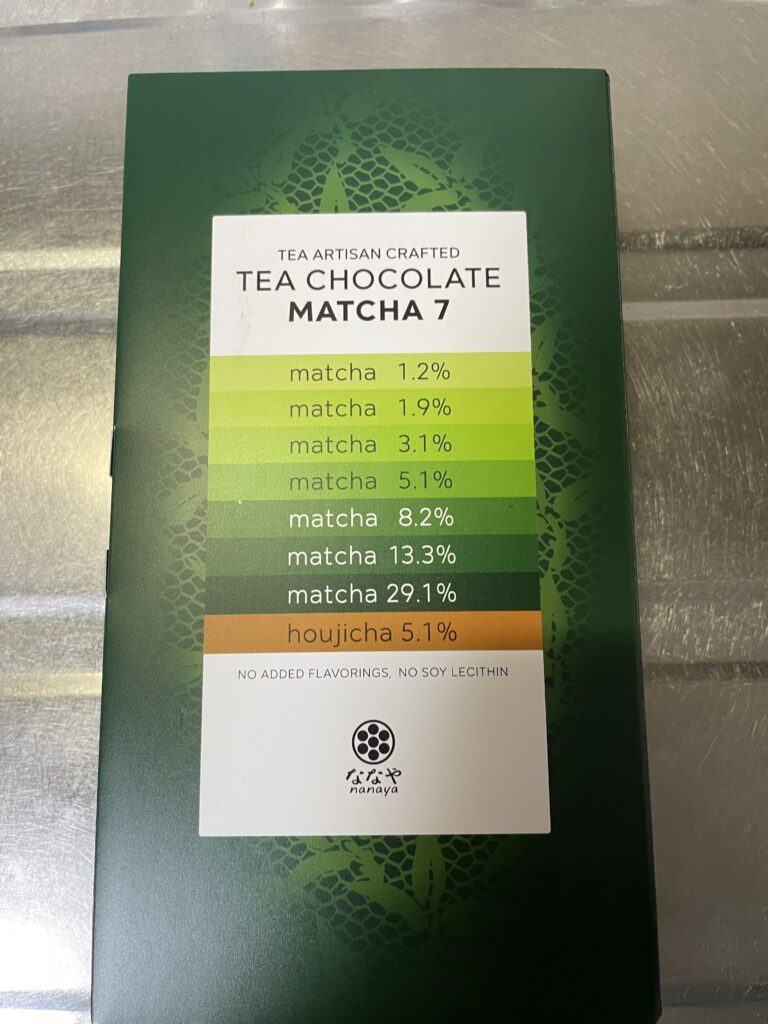 TEA ARTISAN CRAFTED
TEA CHOCOLATE
MATCHA 7
matcha 1.2%
matcha 1.9%
matcha 3.1%
matcha 5.1%
matcha 8.2%
matcha 13.3%
matcha 29.1%
houjicha 5.1%
NO ADDED FLAVORINGS, NO SOY LECITHIN
ななや
nanaya